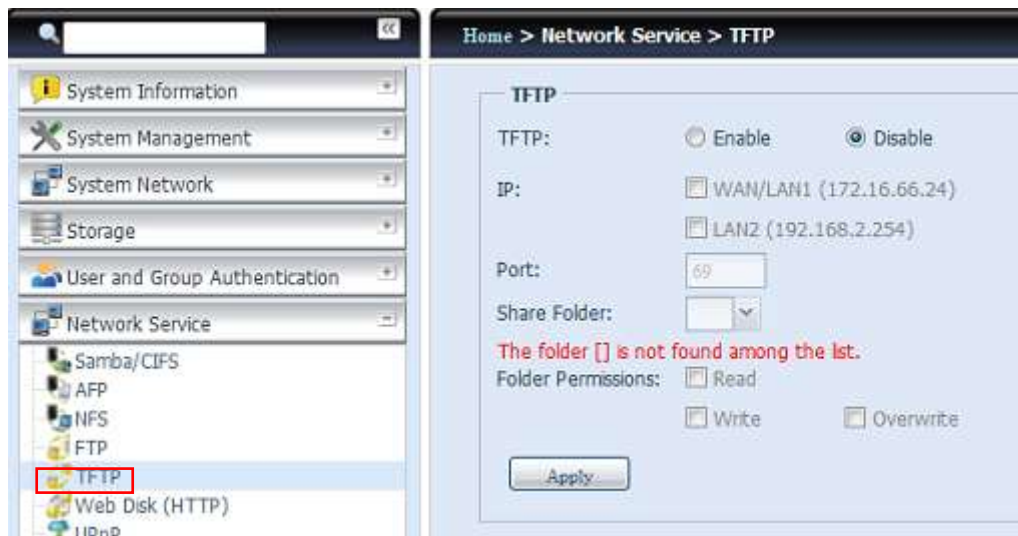 Home > Network Service > TFTP
System Information
System Management
System Network
Storage
User and Group Authentication
Network Service
Samba/CIFS
AFP
NFS
FTP
TFTP
Web Disk (HTTP)
UPnP
TFTP
TFTP: Enable Disable
IP: WAN/LAN1 (172.16.66.24)
LAN2 (192.168.2.254)
Port: 69
Share Folder:
The folder [] is not found among the list.
Folder Permissions: Read
Write Overwrite
Apply